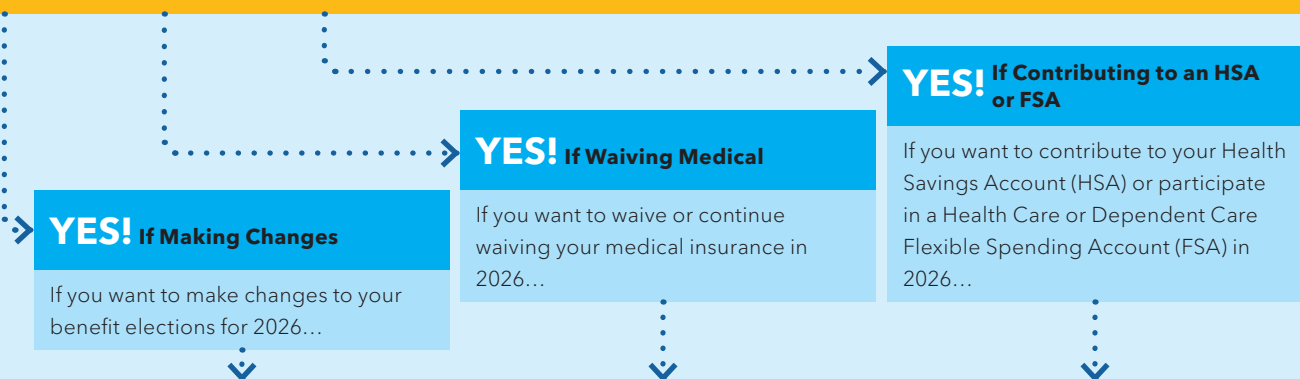 YES! If Making Changes
If you want to make changes to your
benefit elections for 2026…
YES! If Waiving Medical
If you want to waive or continue
waiving your medical insurance in
2026…
YES! If Contributing to an HSA
or FSA
If you want to contribute to your Health
Savings Account (HSA) or participate
in a Health Care or Dependent Care
Flexible Spending Account (FSA) in
2026…